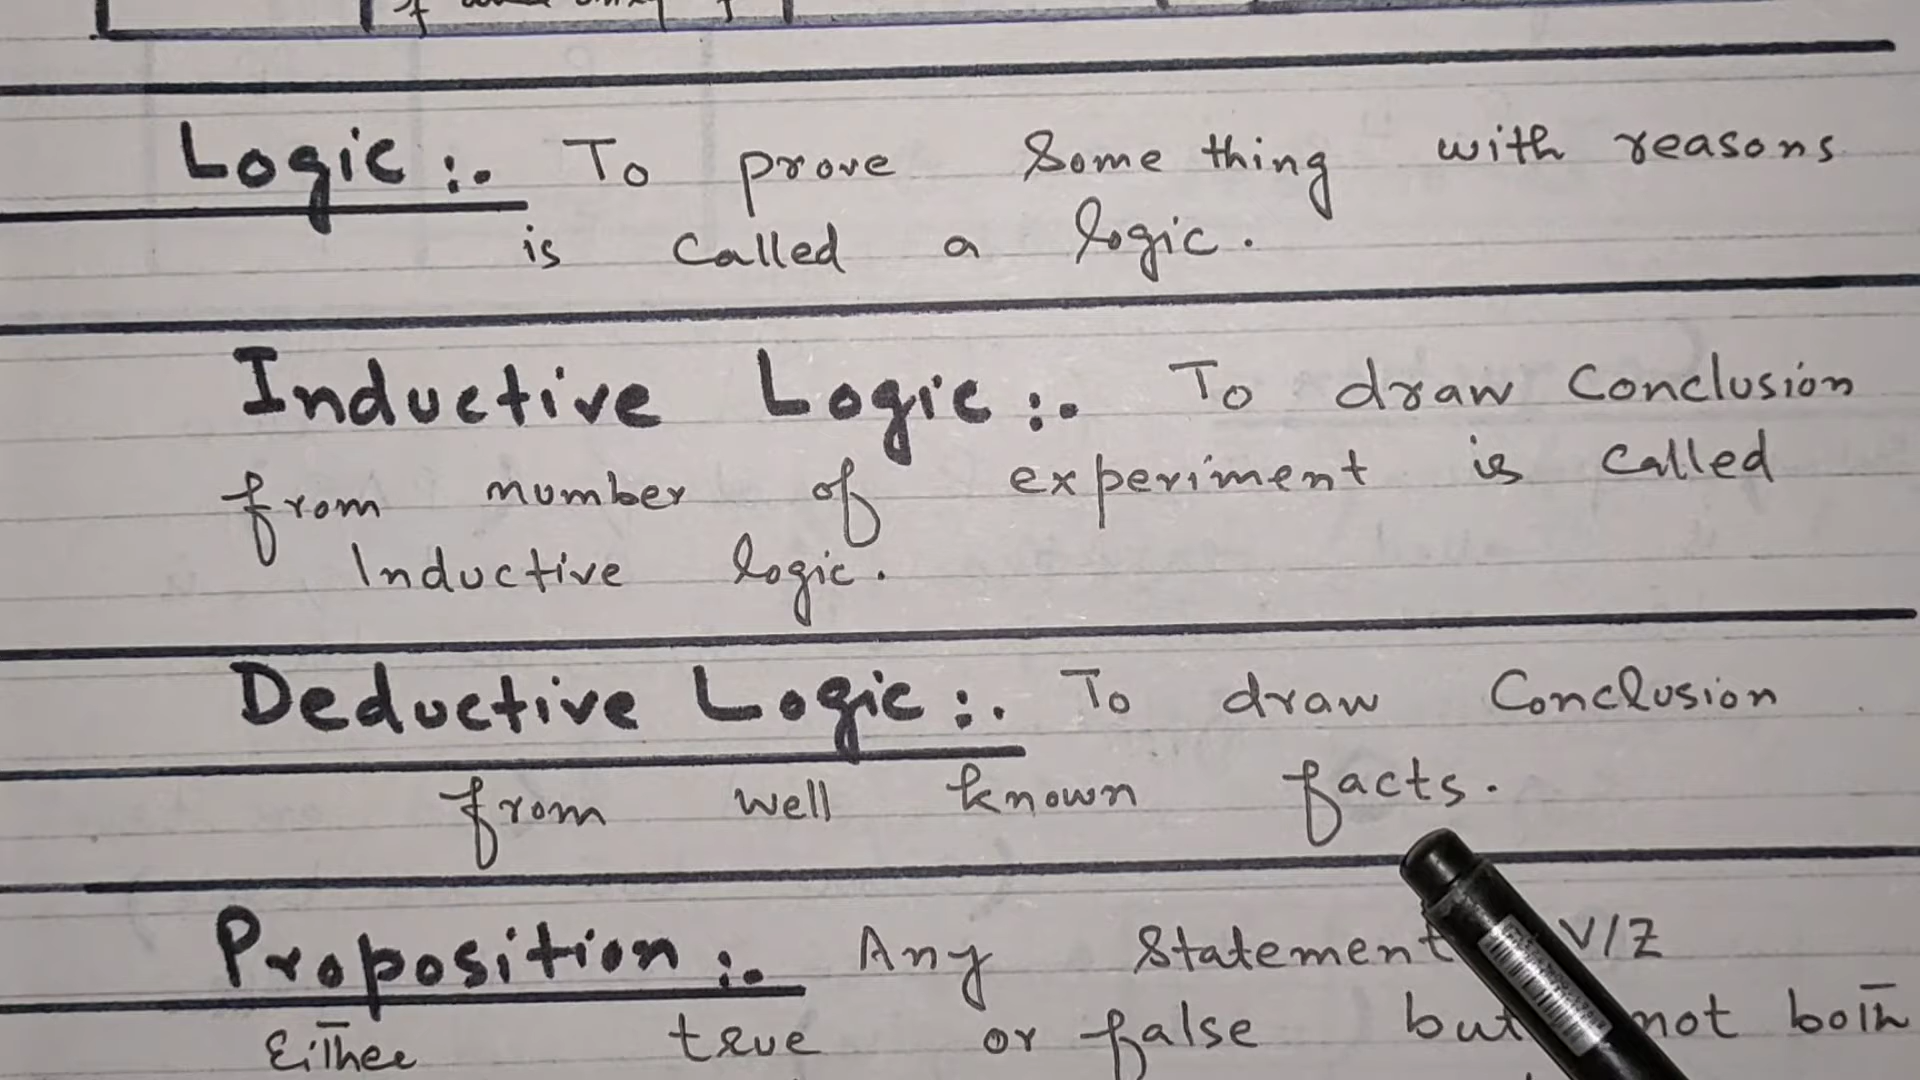 Logic :. To prove Some thing with reasons
is Called a logic.
Inductive Logic :. To draw Conclusion
from number of experiment is called
Inductive logic.
Deductive Logic :. To draw Conclusion
from well known facts.
Proposition :. Any Statement V/Z
Either true or false but not both